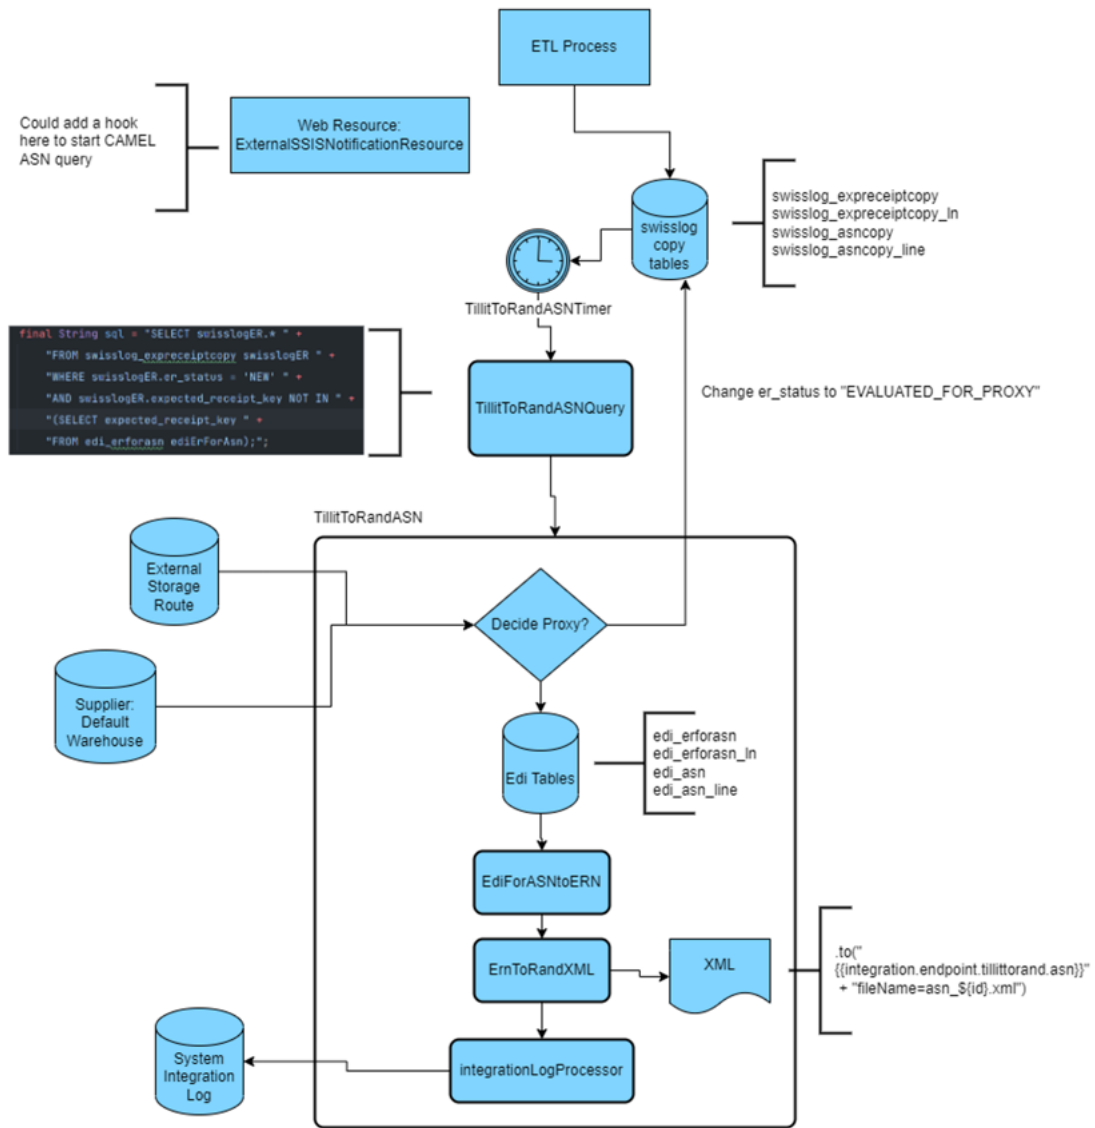 ETL Process
Could add a hook
here to start CAMEL
ASN query
Web Resource:
ExternalSSISNotificationResource
swisslog
copy
tables
swisslog_expreceiptcopy
swisslog_expreceiptcopy_ln
swisslog_asncopy
swisslog_asncopy_line
TillitToRandASNTimer
final String sql = "SELECT swisslogER.* " +
"FROM swisslog_expreceiptcopy swisslogER " +
"WHERE swisslogER.er_status = 'NEW' " +
"AND swisslogER.expected_receipt_key NOT IN " +
"(SELECT expected_receipt_key " +
"FROM edi_erforasn ediErForAsn);";
TillitToRandASNQuery
Change er_status to "EVALUATED_FOR_PROXY"
TillitToRandASN
External
Storage
Route
Decide Proxy?
Supplier:
Default
Warehouse
Edi Tables
edi_erforasn
edi_erforasn_ln
edi_asn
edi_asn_line
EdiForASNtoERN
ErnToRandXML
XML
.to("
{{integration.endpoint.tillittorand.asn}}"
+ "fileName=asn_${id}.xml")
System
Integration
Log
integrationLogProcessor